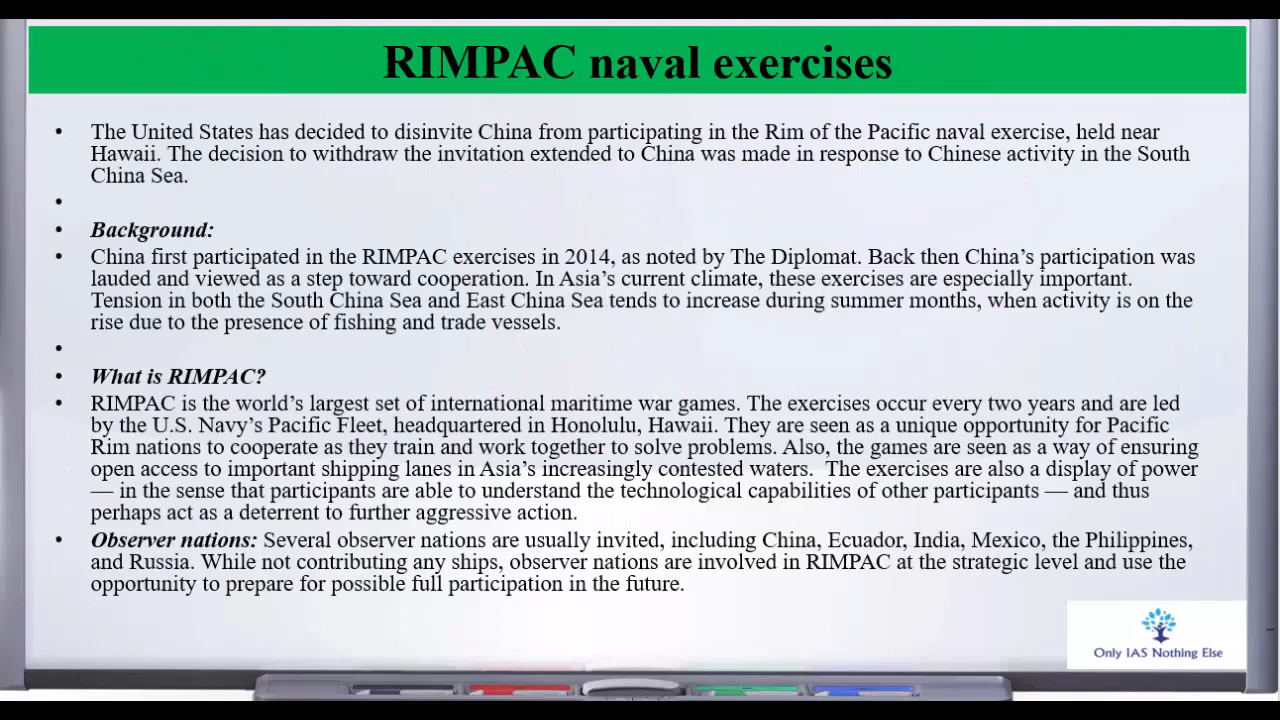 RIMPAC naval exercises
• The United States has decided to disinvite China from participating in the Rim of the Pacific naval exercise, held near
Hawaii. The decision to withdraw the invitation extended to China was made in response to Chinese activity in the South
China Sea.
•
• Background:
• China first participated in the RIMPAC exercises in 2014, as noted by The Diplomat. Back then China’s participation was
lauded and viewed as a step toward cooperation. In Asia’s current climate, these exercises are especially important.
Tension in both the South China Sea and East China Sea tends to increase during summer months, when activity is on the
rise due to the presence of fishing and trade vessels.
•
• What is RIMPAC?
• RIMPAC is the world’s largest set of international maritime war games. The exercises occur every two years and are led
by the U.S. Navy’s Pacific Fleet, headquartered in Honolulu, Hawaii. They are seen as a unique opportunity for Pacific
Rim nations to cooperate as they train and work together to solve problems. Also, the games are seen as a way of ensuring
open access to important shipping lanes in Asia’s increasingly contested waters. The exercises are also a display of power
— in the sense that participants are able to understand the technological capabilities of other participants — and thus
perhaps act as a deterrent to further aggressive action.
• Observer nations: Several observer nations are usually invited, including China, Ecuador, India, Mexico, the Philippines,
and Russia. While not contributing any ships, observer nations are involved in RIMPAC at the strategic level and use the
opportunity to prepare for possible full participation in the future.
Only IAS Nothing Else